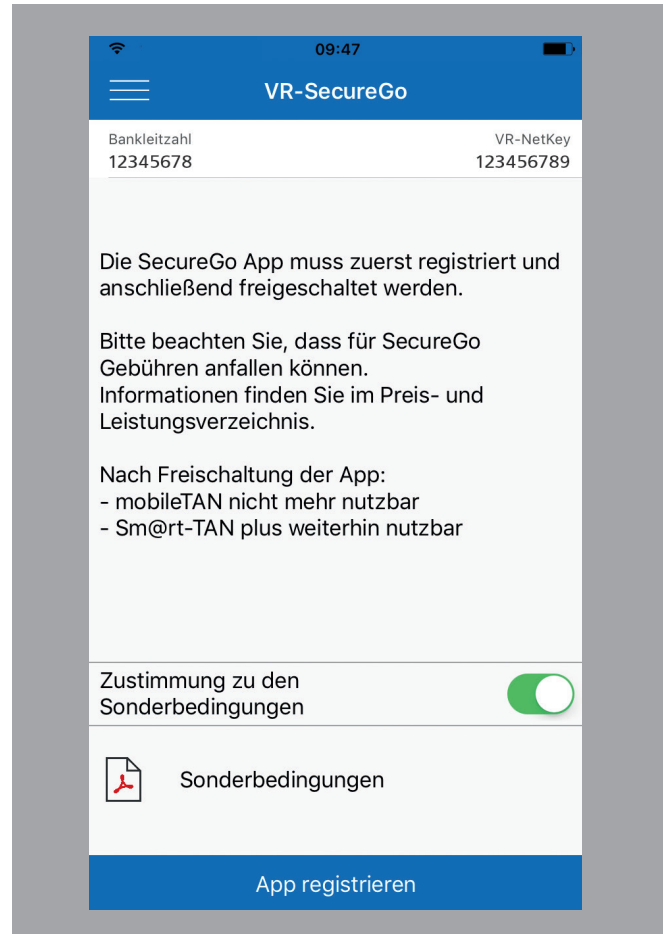 09:47
VR-SecureGo
Bankleitzahl
VR-NetKey
12345678
123456789
Die SecureGo App muss zuerst registriert und
anschließend freigeschaltet werden.
Bitte beachten Sie, dass für SecureGo
Gebühren anfallen können.
Informationen finden Sie im Preis- und
Leistungsverzeichnis.
Nach Freischaltung der App:
- mobileTAN nicht mehr nutzbar
- Sm@rt-TAN plus weiterhin nutzbar
Zustimmung zu den
Sonderbedingungen
Sonderbedingungen
App registrieren